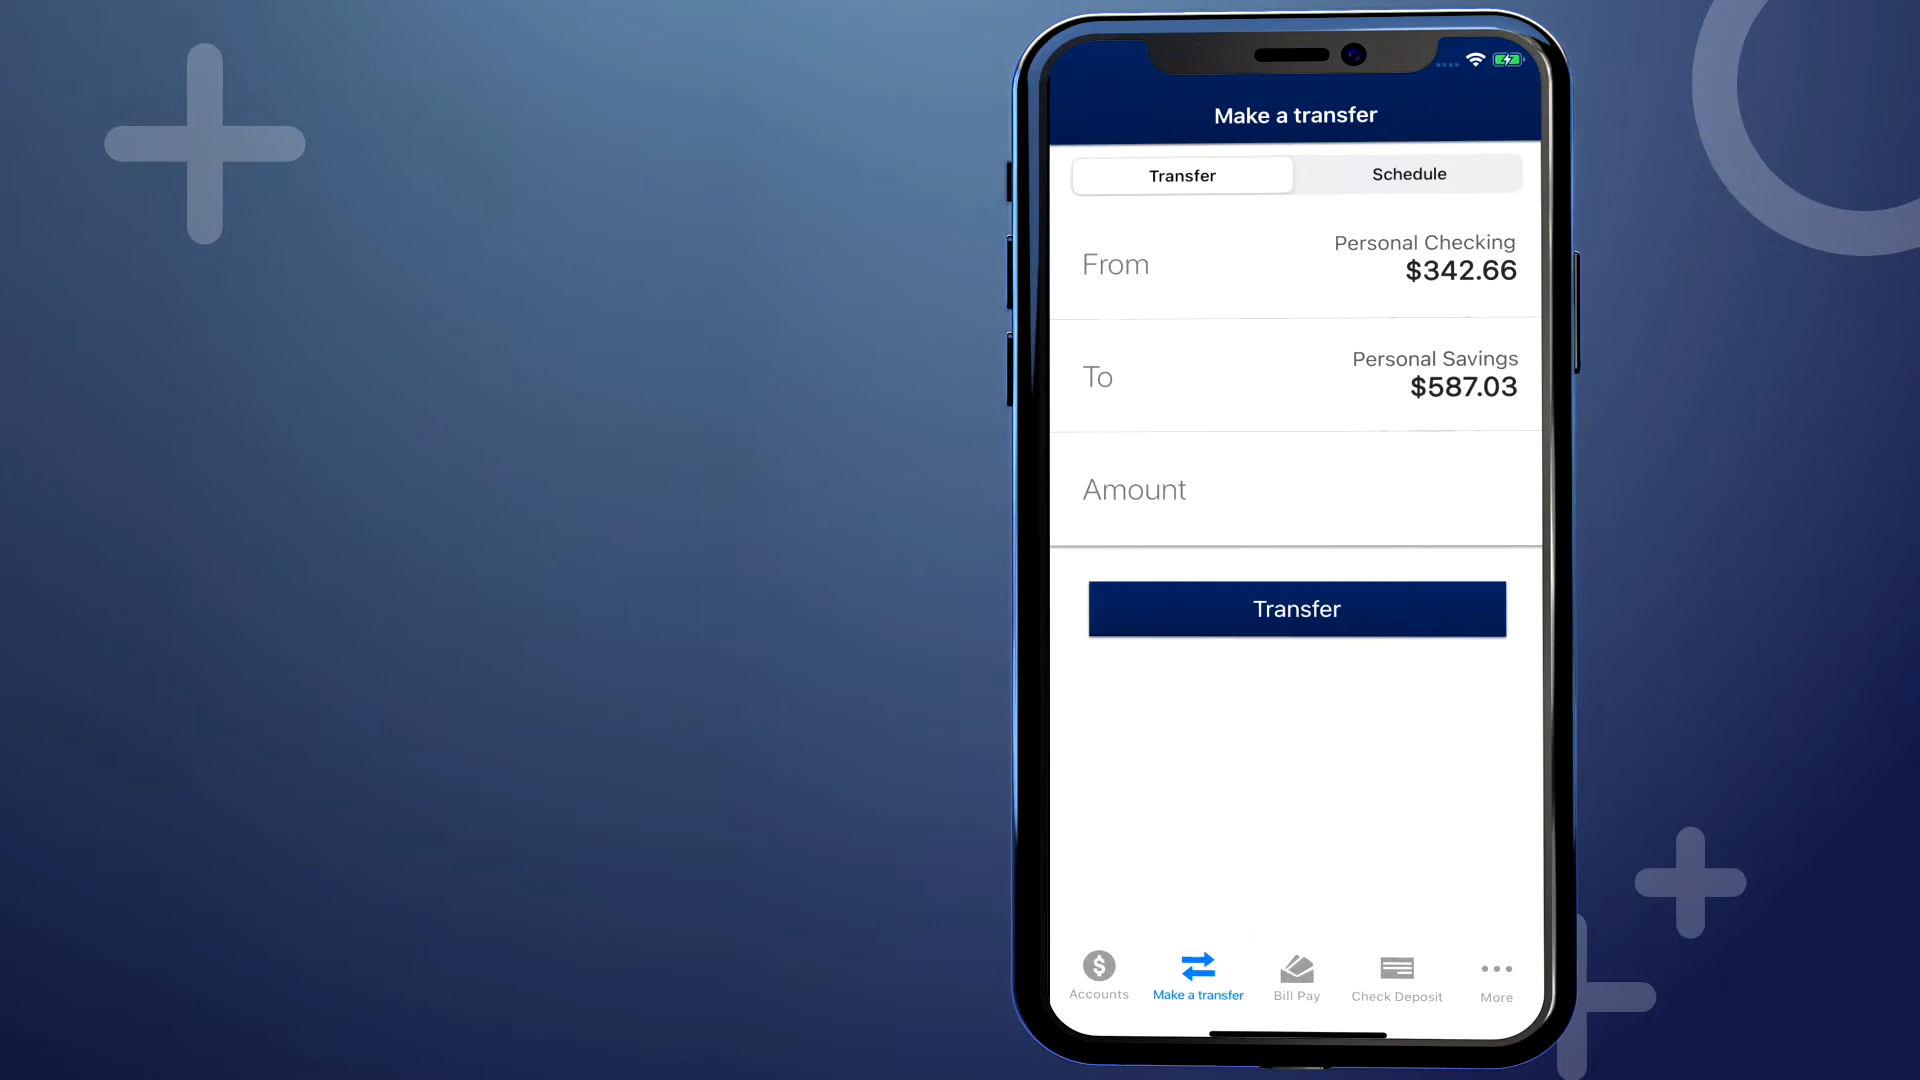 Make a transfer
Transfer
Schedule
From
Personal Checking
$342.66
To
Personal Savings
$587.03
Amount
Transfer
Accounts
Make a transfer
Bill Pay
Check Deposit
More